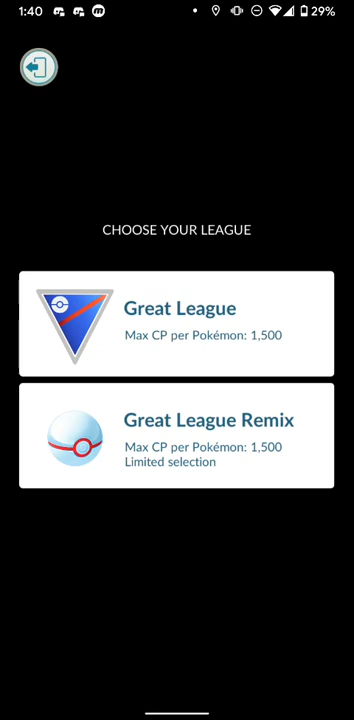 1:40
29%
CHOOSE YOUR LEAGUE
Great League
Max CP per Pokémon: 1,500
Great League Remix
Max CP per Pokémon: 1,500
Limited selection